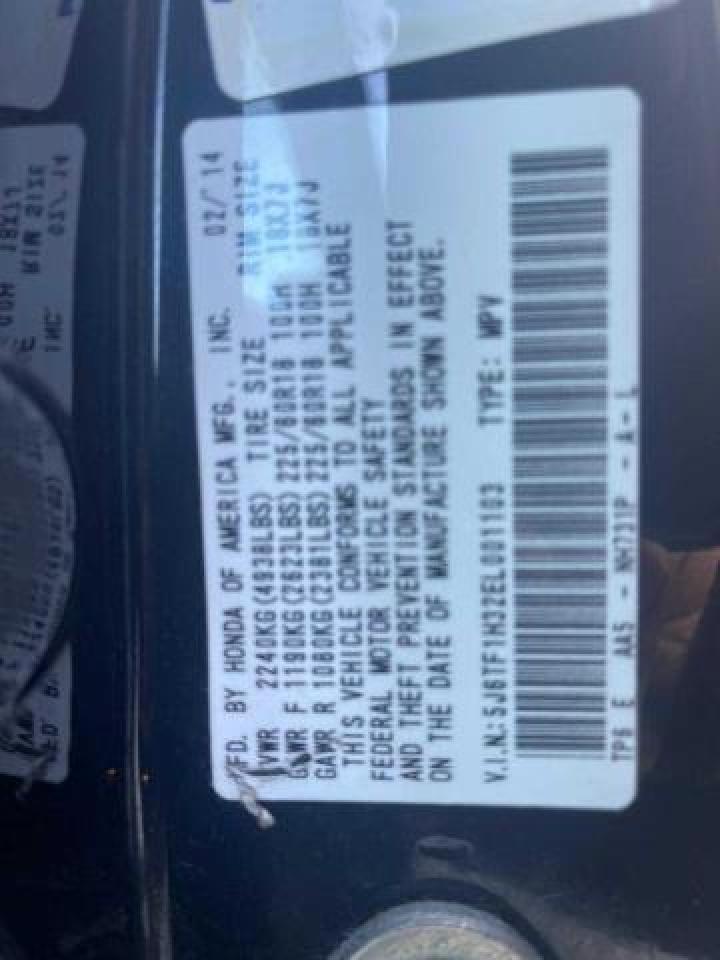 MFD. BY HONDA OF AMERICA MFG., INC. 02/'14
GVWR 2240KG(4938LBS) TIRE SIZE RIM SIZE
GAWR F 1190KG(2623LBS) 225/60R18 100H 18X7J
GAWR R 1080KG(2381LBS) 225/60R18 100H 18X7J
THIS VEHICLE CONFORMS TO ALL APPLICABLE
FEDERAL MOTOR VEHICLE SAFETY
AND THEFT PREVENTION STANDARDS IN EFFECT
ON THE DATE OF MANUFACTURE SHOWN ABOVE.
V.I.N.: 5J6TF1H32EL001103 TYPE: MPV
TP6 E AAS - NH731P - A - L